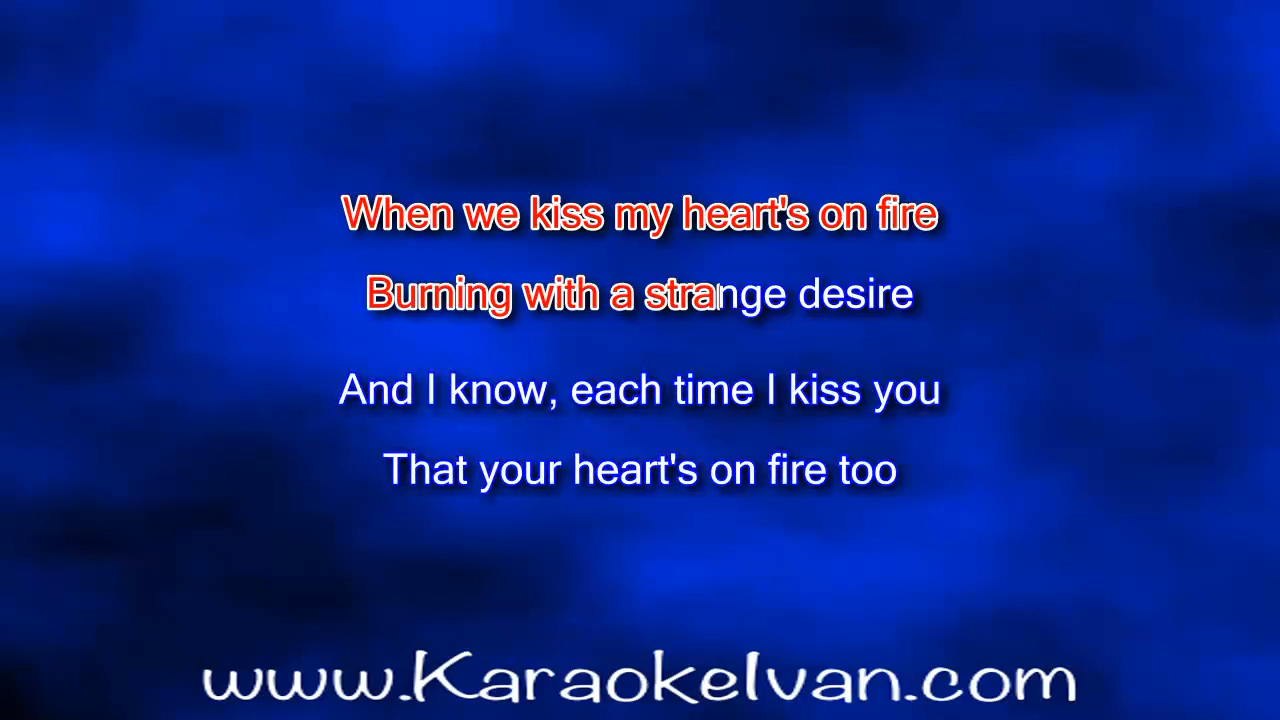 When we kiss my heart's on fire
Burning with a strange desire
And I know, each time I kiss you
That your heart's on fire too
www.KaraokeIvan.com